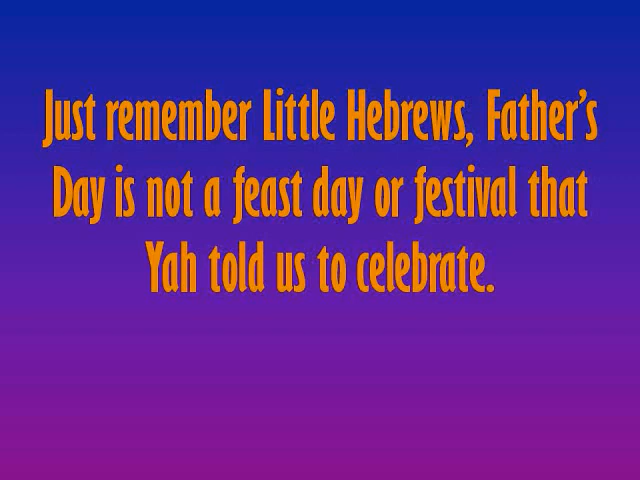 Just remember Little Hebrews, Father's
Day is not a feast day or festival that
Yah told us to celebrate.